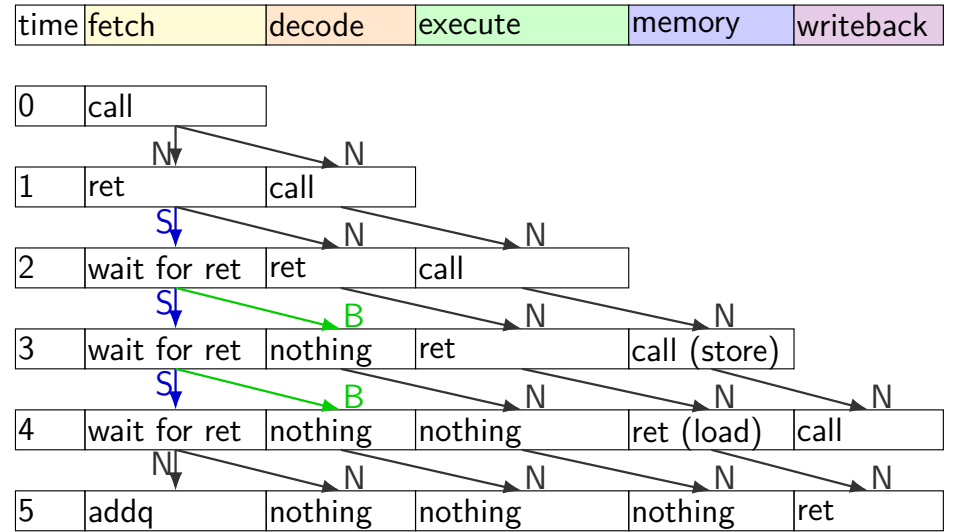 time fetch decode execute memory writeback
0 call
N N
1 ret call
S N N
2 wait for ret ret call
S B N N
3 wait for ret nothing ret call (store)
S B N N N
4 wait for ret nothing nothing ret (load) call
N N N N N
5 addq nothing nothing nothing ret